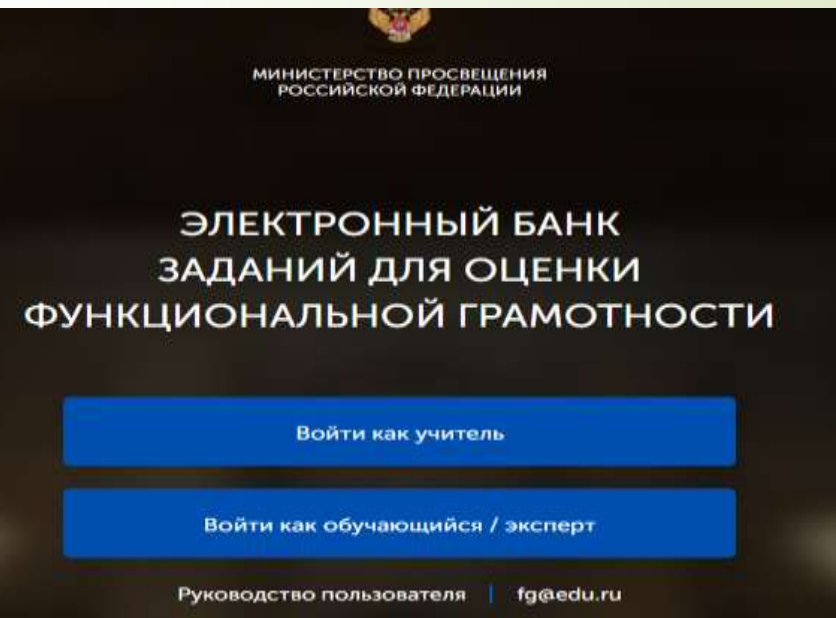 МИНИСТЕРСТВО ПРОСВЕЩЕНИЯ
РОССИЙСКОЙ ФЕДЕРАЦИИ
ЭЛЕКТРОННЫЙ БАНК
ЗАДАНИЙ ДЛЯ ОЦЕНКИ
ФУНКЦИОНАЛЬНОЙ ГРАМОТНОСТИ
Войти как учитель
Войти как обучающийся / эксперт
Руководство пользователя | fg@edu.ru